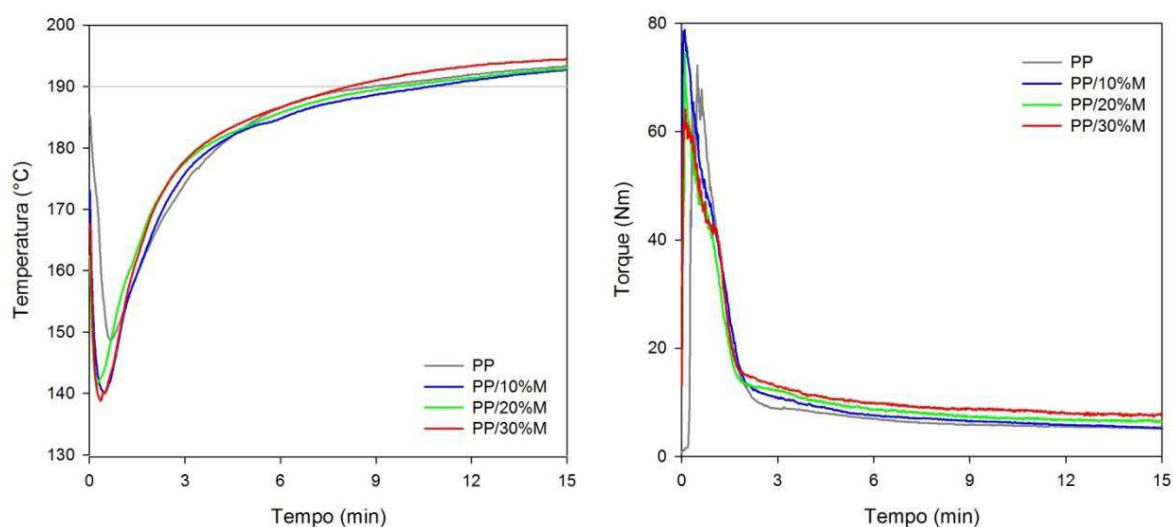 200
190
180
170
160
150
140
130
Temperatura (°C)
0 3 6 9 12 15
Tempo (min)
PP
PP/10%M
PP/20%M
PP/30%M
80
60
40
20
0
Torque (Nm)
0 3 6 9 12 15
Tempo (min)
PP
PP/10%M
PP/20%M
PP/30%M